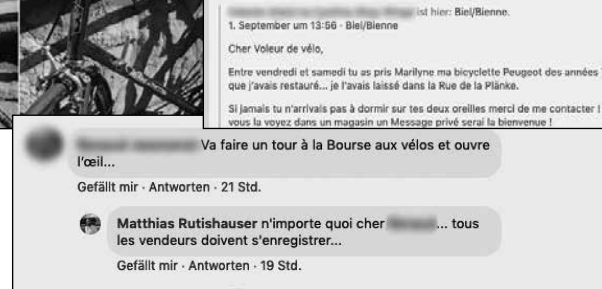 ist hier: Biel/Bienne.
1. September um 13:56 · Biel/Bienne
Cher Voleur de vélo,
Entre vendredi et samedi tu as pris Marilyne ma bicyclette Peugeot des années
que j'avais restauré... je l'avais laissé dans la Rue de la Plänke.
Si jamais tu n'arrivais pas à dormir sur tes deux oreilles merci de me contacter !
vous la voyez dans un magasin un Message privé serai la bienvenue !
Va faire un tour à la Bourse aux vélos et ouvre
l'œil...
Gefällt mir · Antworten · 21 Std.
Matthias Rutishauser n'importe quoi cher ... tous
les vendeurs doivent s'enregistrer...
Gefällt mir · Antworten · 19 Std.